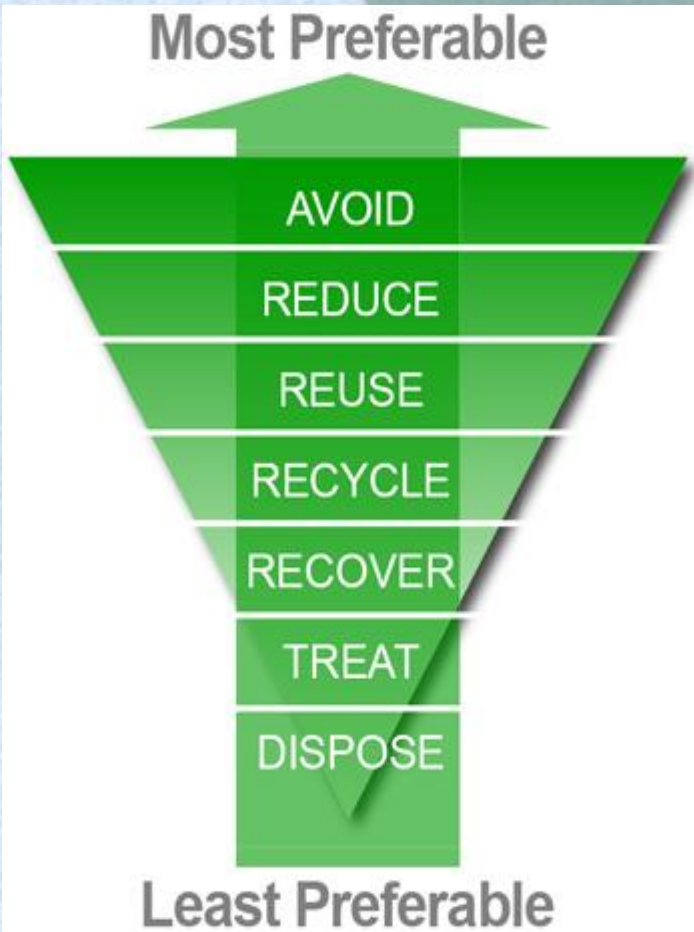 Most Preferable
AVOID
REDUCE
REUSE
RECYCLE
RECOVER
TREAT
DISPOSE
Least Preferable